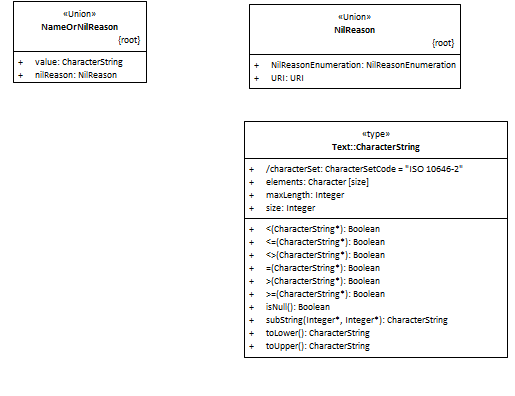 «Union»
NameOrNilReason
{root}
+ value: CharacterString
+ nilReason: NilReason
«Union»
NilReason
{root}
+ NilReasonEnumeration: NilReasonEnumeration
+ URI: URI
«type»
Text::CharacterString
+ /characterSet: CharacterSetCode = "ISO 10646-2"
+ elements: Character [size]
+ maxLength: Integer
+ size: Integer
+ <(CharacterString*): Boolean
+ <=(CharacterString*): Boolean
+ <>(CharacterString*): Boolean
+ =(CharacterString*): Boolean
+ >(CharacterString*): Boolean
+ >=(CharacterString*): Boolean
+ isNull(): Boolean
+ subString(Integer*, Integer*): CharacterString
+ toLower(): CharacterString
+ toUpper(): CharacterString